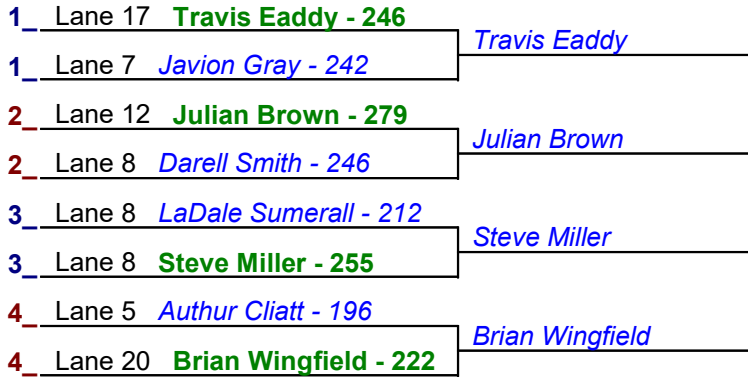 1_ Lane 17 Travis Eaddy - 246
Travis Eaddy
1_ Lane 7 Javion Gray - 242
2_ Lane 12 Julian Brown - 279
Julian Brown
2_ Lane 8 Darell Smith - 246
3_ Lane 8 LaDale Sumerall - 212
Steve Miller
3_ Lane 8 Steve Miller - 255
4_ Lane 5 Authur Cliatt - 196
Brian Wingfield
4_ Lane 20 Brian Wingfield - 222